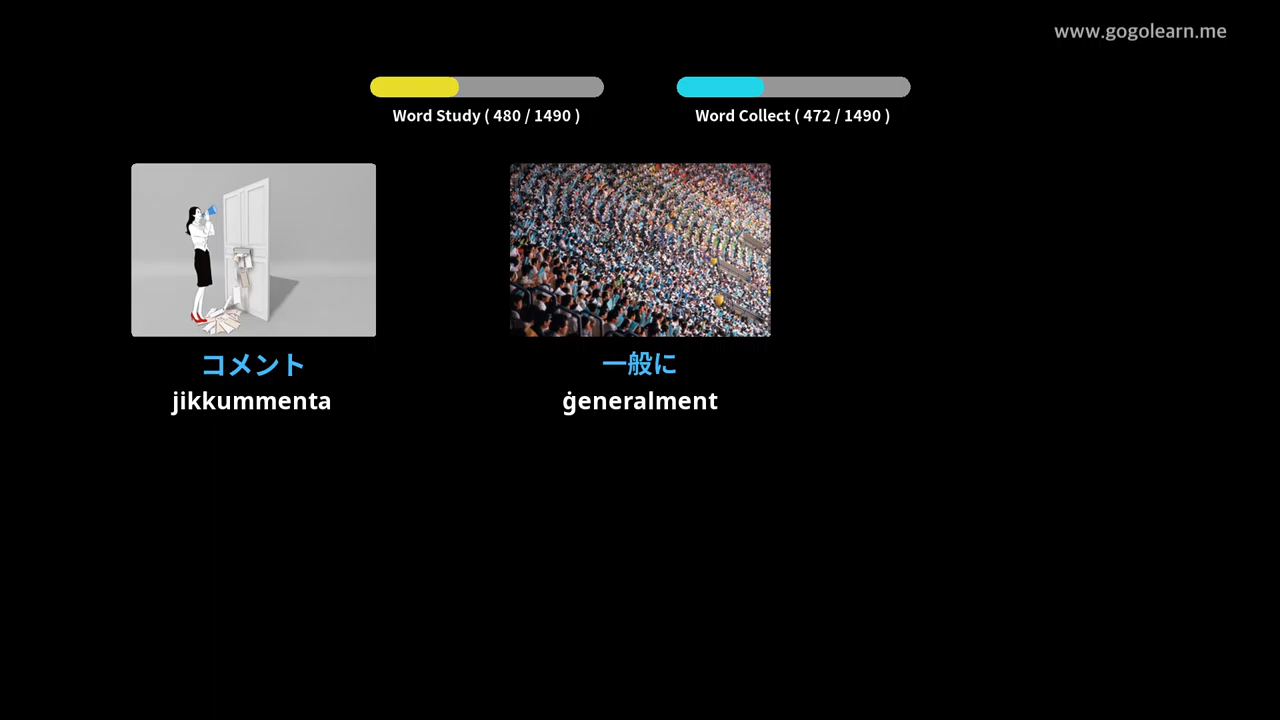 www.gogolearn.me
Word Study ( 480 / 1490 )
Word Collect ( 472 / 1490 )
コメント
jikkummenta
一般に
ġeneralment